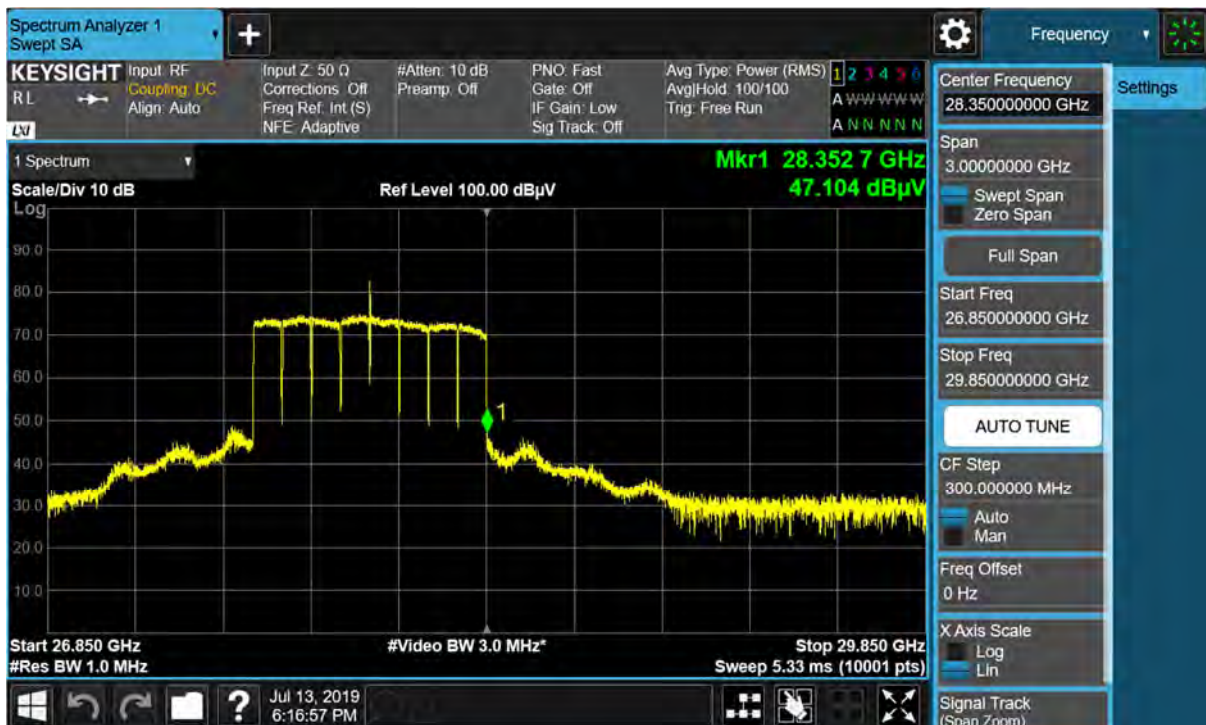 Spectrum Analyzer 1
Swept SA
+
Frequency
KEYSIGHT
RL
LXI
Input: RF
Coupling: DC
Align: Auto
Input Z: 50 Ω
Corrections: Off
Freq Ref: Int (S)
NFE: Adaptive
#Atten: 10 dB
Preamp: Off
PNO: Fast
Gate: Off
IF Gain: Low
Sig Track: Off
Avg Type: Power (RMS)
Avg|Hold: 100/100
Trig: Free Run
1 2 3 4 5 6
A W W W W W
A N N N N N
1 Spectrum
Scale/Div 10 dB
Log
Ref Level 100.00 dBµV
Mkr1 28.352 7 GHz
47.104 dBµV
90.0
80.0
70.0
60.0
50.0
40.0
30.0
20.0
10.0
1
Start 26.850 GHz
#Res BW 1.0 MHz
#Video BW 3.0 MHz*
Stop 29.850 GHz
Sweep 5.33 ms (10001 pts)
?
Jul 13, 2019
6:16:57 PM
Center Frequency
28.350000000 GHz
Settings
Span
3.00000000 GHz
Swept Span
Zero Span
Full Span
Start Freq
26.850000000 GHz
Stop Freq
29.850000000 GHz
AUTO TUNE
CF Step
300.000000 MHz
Auto
Man
Freq Offset
0 Hz
X Axis Scale
Log
Lin
Signal Track
(Span Zoom)